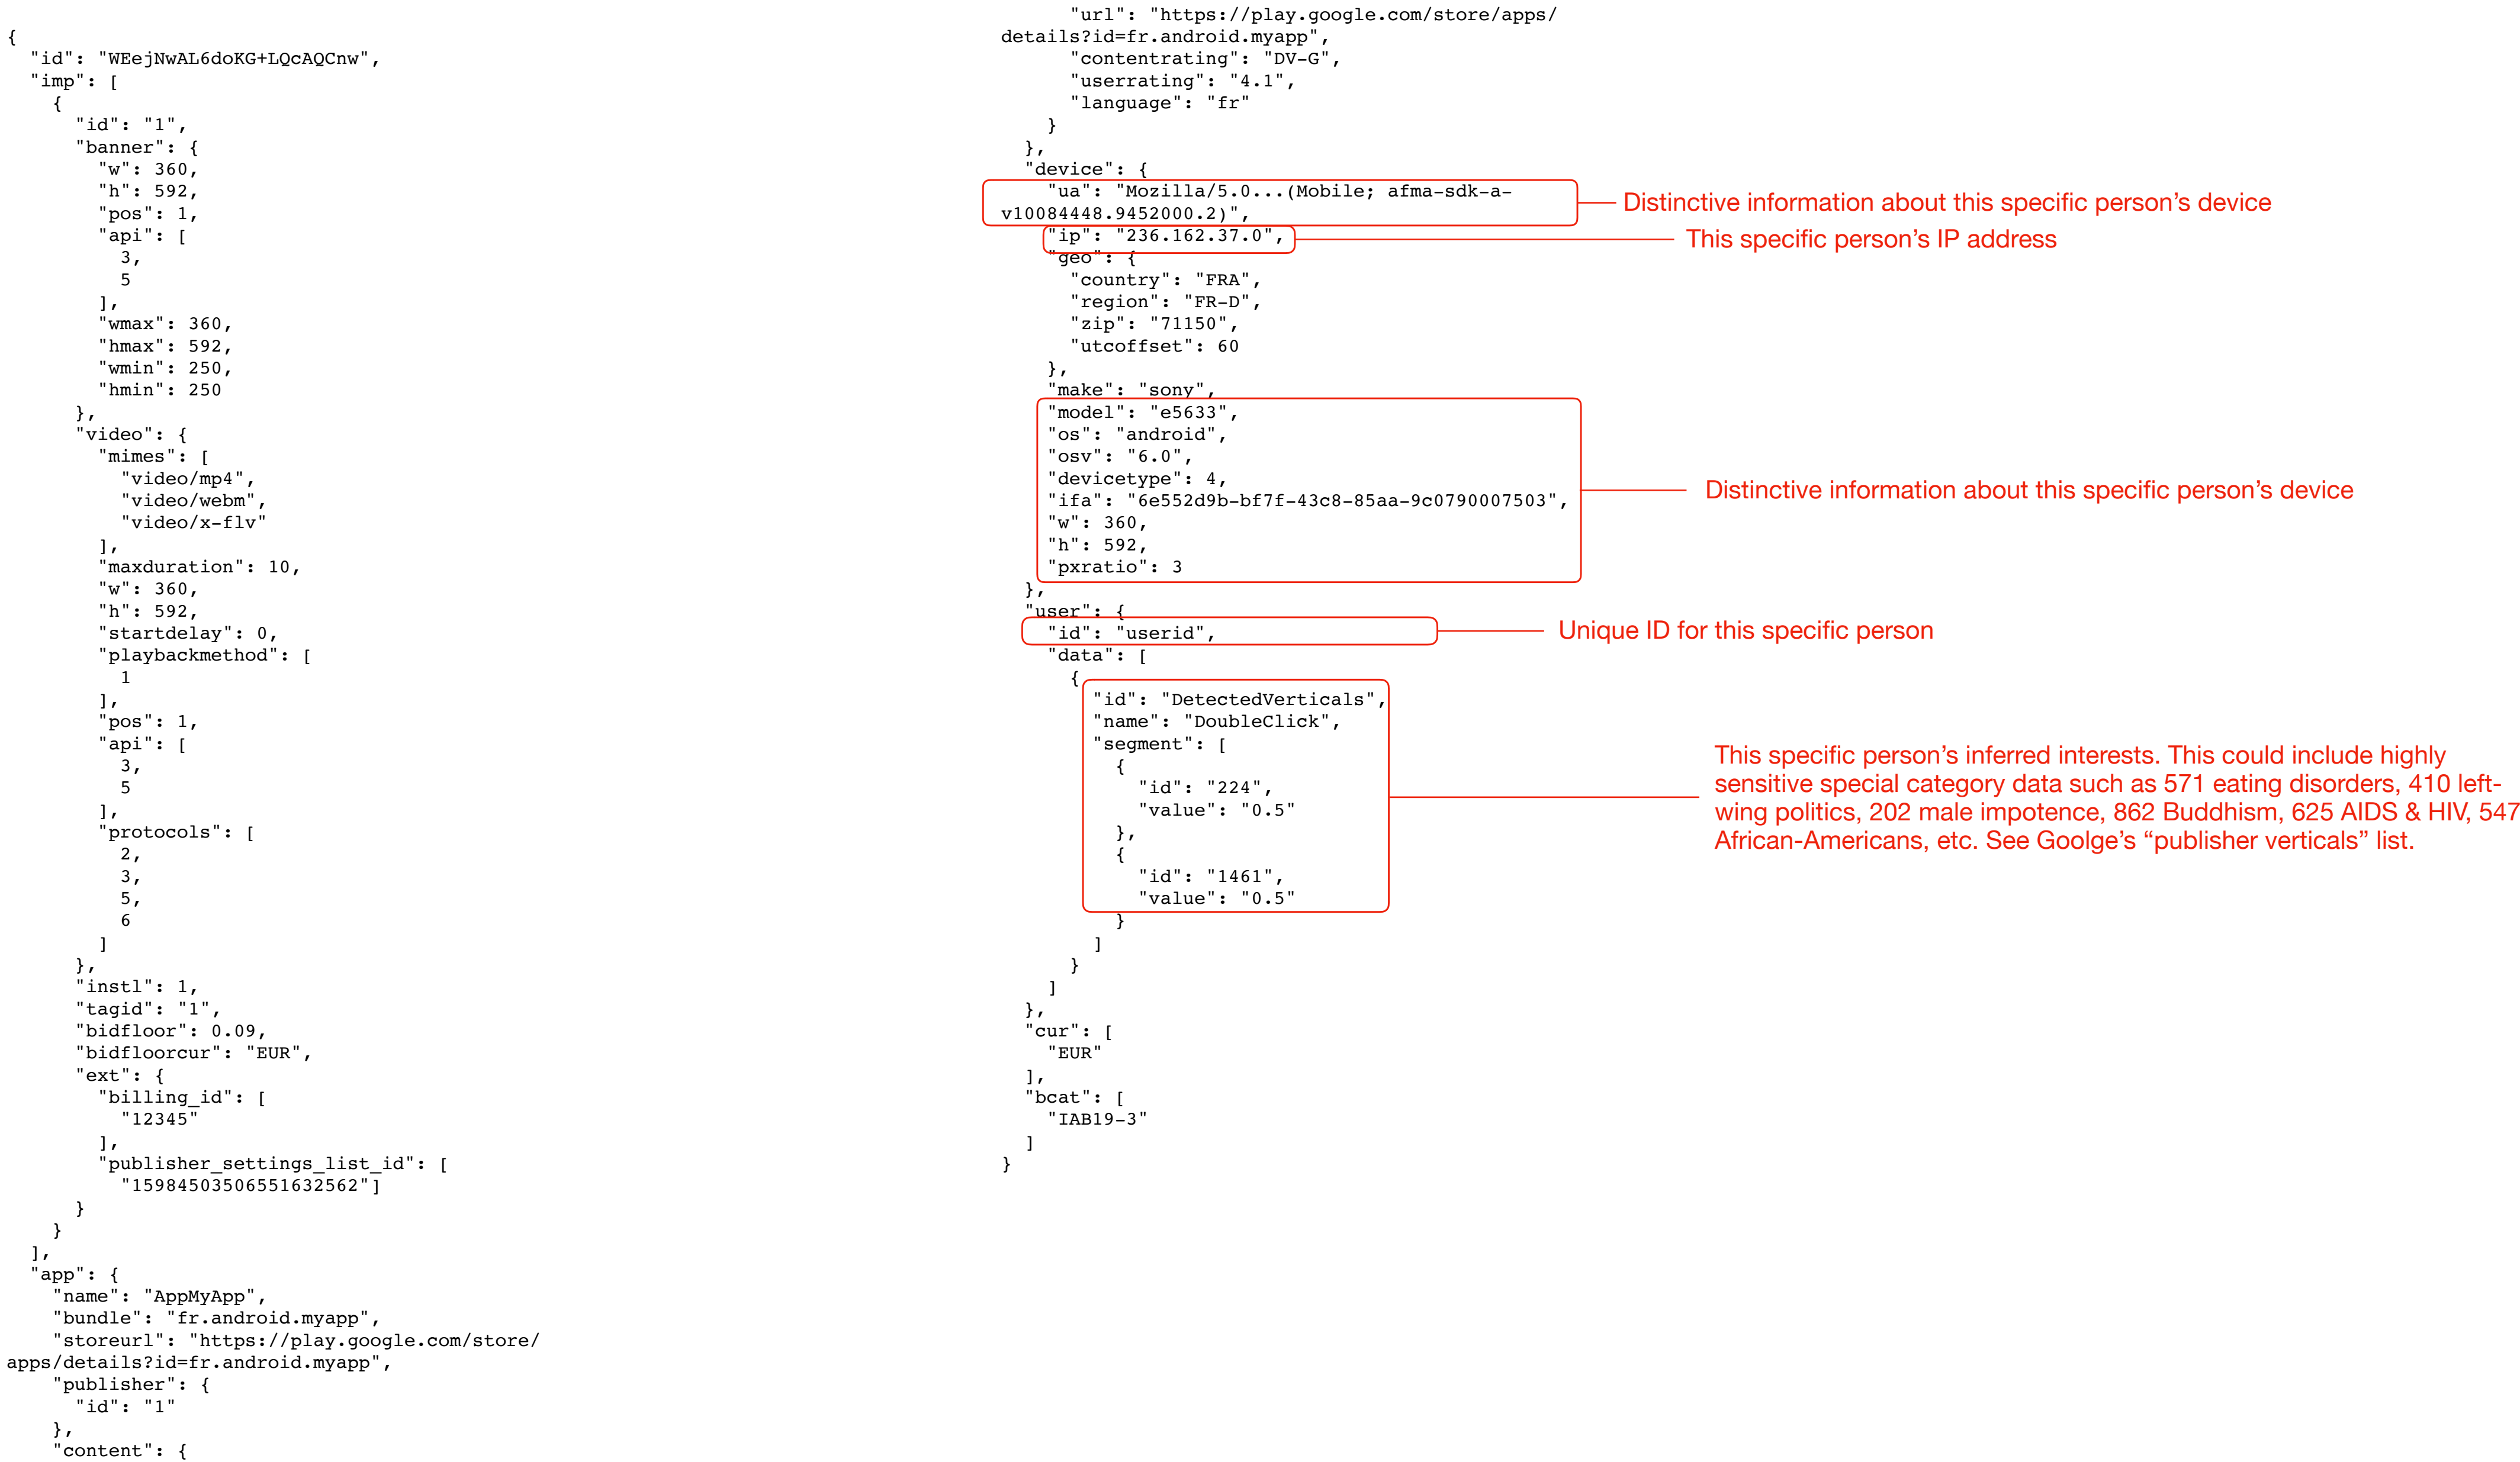 {
  "id": "WEejNwAL6doKG+LQcAQCnw",
  "imp": [
    {
      "id": "1",
      "banner": {
        "w": 360,
        "h": 592,
        "pos": 1,
        "api": [
          3,
          5
        ],
        "wmax": 360,
        "hmax": 592,
        "wmin": 250,
        "hmin": 250
      },
      "video": {
        "mimes": [
          "video/mp4",
          "video/webm",
          "video/x-flv"
        ],
        "maxduration": 10,
        "w": 360,
        "h": 592,
        "startdelay": 0,
        "playbackmethod": [
          1
        ],
        "pos": 1,
        "api": [
          3,
          5
        ],
        "protocols": [
          2,
          3,
          5,
          6
        ]
      },
      "instl": 1,
      "tagid": "1",
      "bidfloor": 0.09,
      "bidfloorcur": "EUR",
      "ext": {
        "billing_id": [
          "12345"
        ],
        "publisher_settings_list_id": [
          "15984503506551632562"]
      }
    }
  ],
  "app": {
    "name": "AppMyApp",
    "bundle": "fr.android.myapp",
    "storeurl": "https://play.google.com/store/
apps/details?id=fr.android.myapp",
    "publisher": {
      "id": "1"
    },
    "content": {
      "url": "https://play.google.com/store/apps/
details?id=fr.android.myapp",
      "contentrating": "DV-G",
      "userrating": "4.1",
      "language": "fr"
    }
  },
  "device": {
    "ua": "Mozilla/5.0...(Mobile; afma-sdk-a-
v10084448.9452000.2)",
Distinctive information about this specific person's device
    "ip": "236.162.37.0",
This specific person's IP address
    "geo": {
      "country": "FRA",
      "region": "FR-D",
      "zip": "71150",
      "utcoffset": 60
    },
    "make": "sony",
    "model": "e5633",
    "os": "android",
    "osv": "6.0",
    "devicetype": 4,
    "ifa": "6e552d9b-bf7f-43c8-85aa-9c0790007503",
    "w": 360,
    "h": 592,
    "pxratio": 3
Distinctive information about this specific person's device
  },
  "user": {
    "id": "userid",
Unique ID for this specific person
    "data": [
      {
        "id": "DetectedVerticals",
        "name": "DoubleClick",
        "segment": [
          {
            "id": "224",
            "value": "0.5"
          },
          {
            "id": "1461",
            "value": "0.5"
          }
        ]
      }
    ]
This specific person's inferred interests. This could include highly
sensitive special category data such as 571 eating disorders, 410 left-
wing politics, 202 male impotence, 862 Buddhism, 625 AIDS & HIV, 547
African-Americans, etc. See Goolge's “publisher verticals” list.
  },
  "cur": [
    "EUR"
  ],
  "bcat": [
    "IAB19-3"
  ]
}